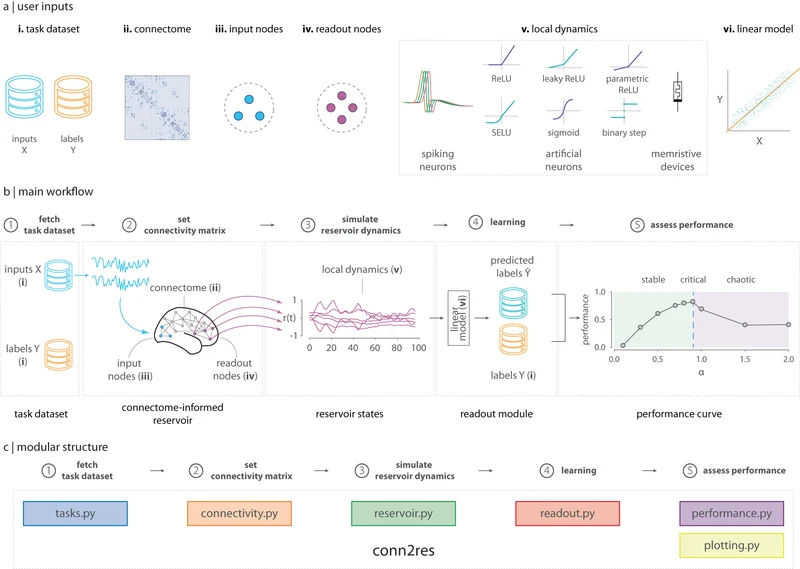 a | user inputs
i. task dataset
ii. connectome
iii. input nodes
iv. readout nodes
v. local dynamics
vi. linear model
inputs
X
labels
Y
spiking
neurons
ReLU
leaky ReLU
parametric
ReLU
SELU
sigmoid
binary step
artificial
neurons
memristive
devices
Y
X
b | main workflow
1 fetch
task dataset
2 set
connectivity matrix
3 simulate
reservoir dynamics
4 learning
5 assess performance
inputs X
(i)
labels Y
(i)
task dataset
connectome (ii)
input
nodes (iii)
readout
nodes (iv)
connectome-informed
reservoir
local dynamics (v)
1
r(t)
-1
0 20 40 60 80 100
reservoir states
linear
model (vi)
predicted
labels Ŷ
labels Y (i)
readout module
stable critical chaotic
performance
1.0
0.5
0.0
0.0 0.5 1.0 1.5 2.0
α
performance curve
c | modular structure
1 fetch
task dataset
2 set
connectivity matrix
3 simulate
reservoir dynamics
4 learning
5 assess performance
tasks.py
connectivity.py
reservoir.py
readout.py
performance.py
plotting.py
conn2res